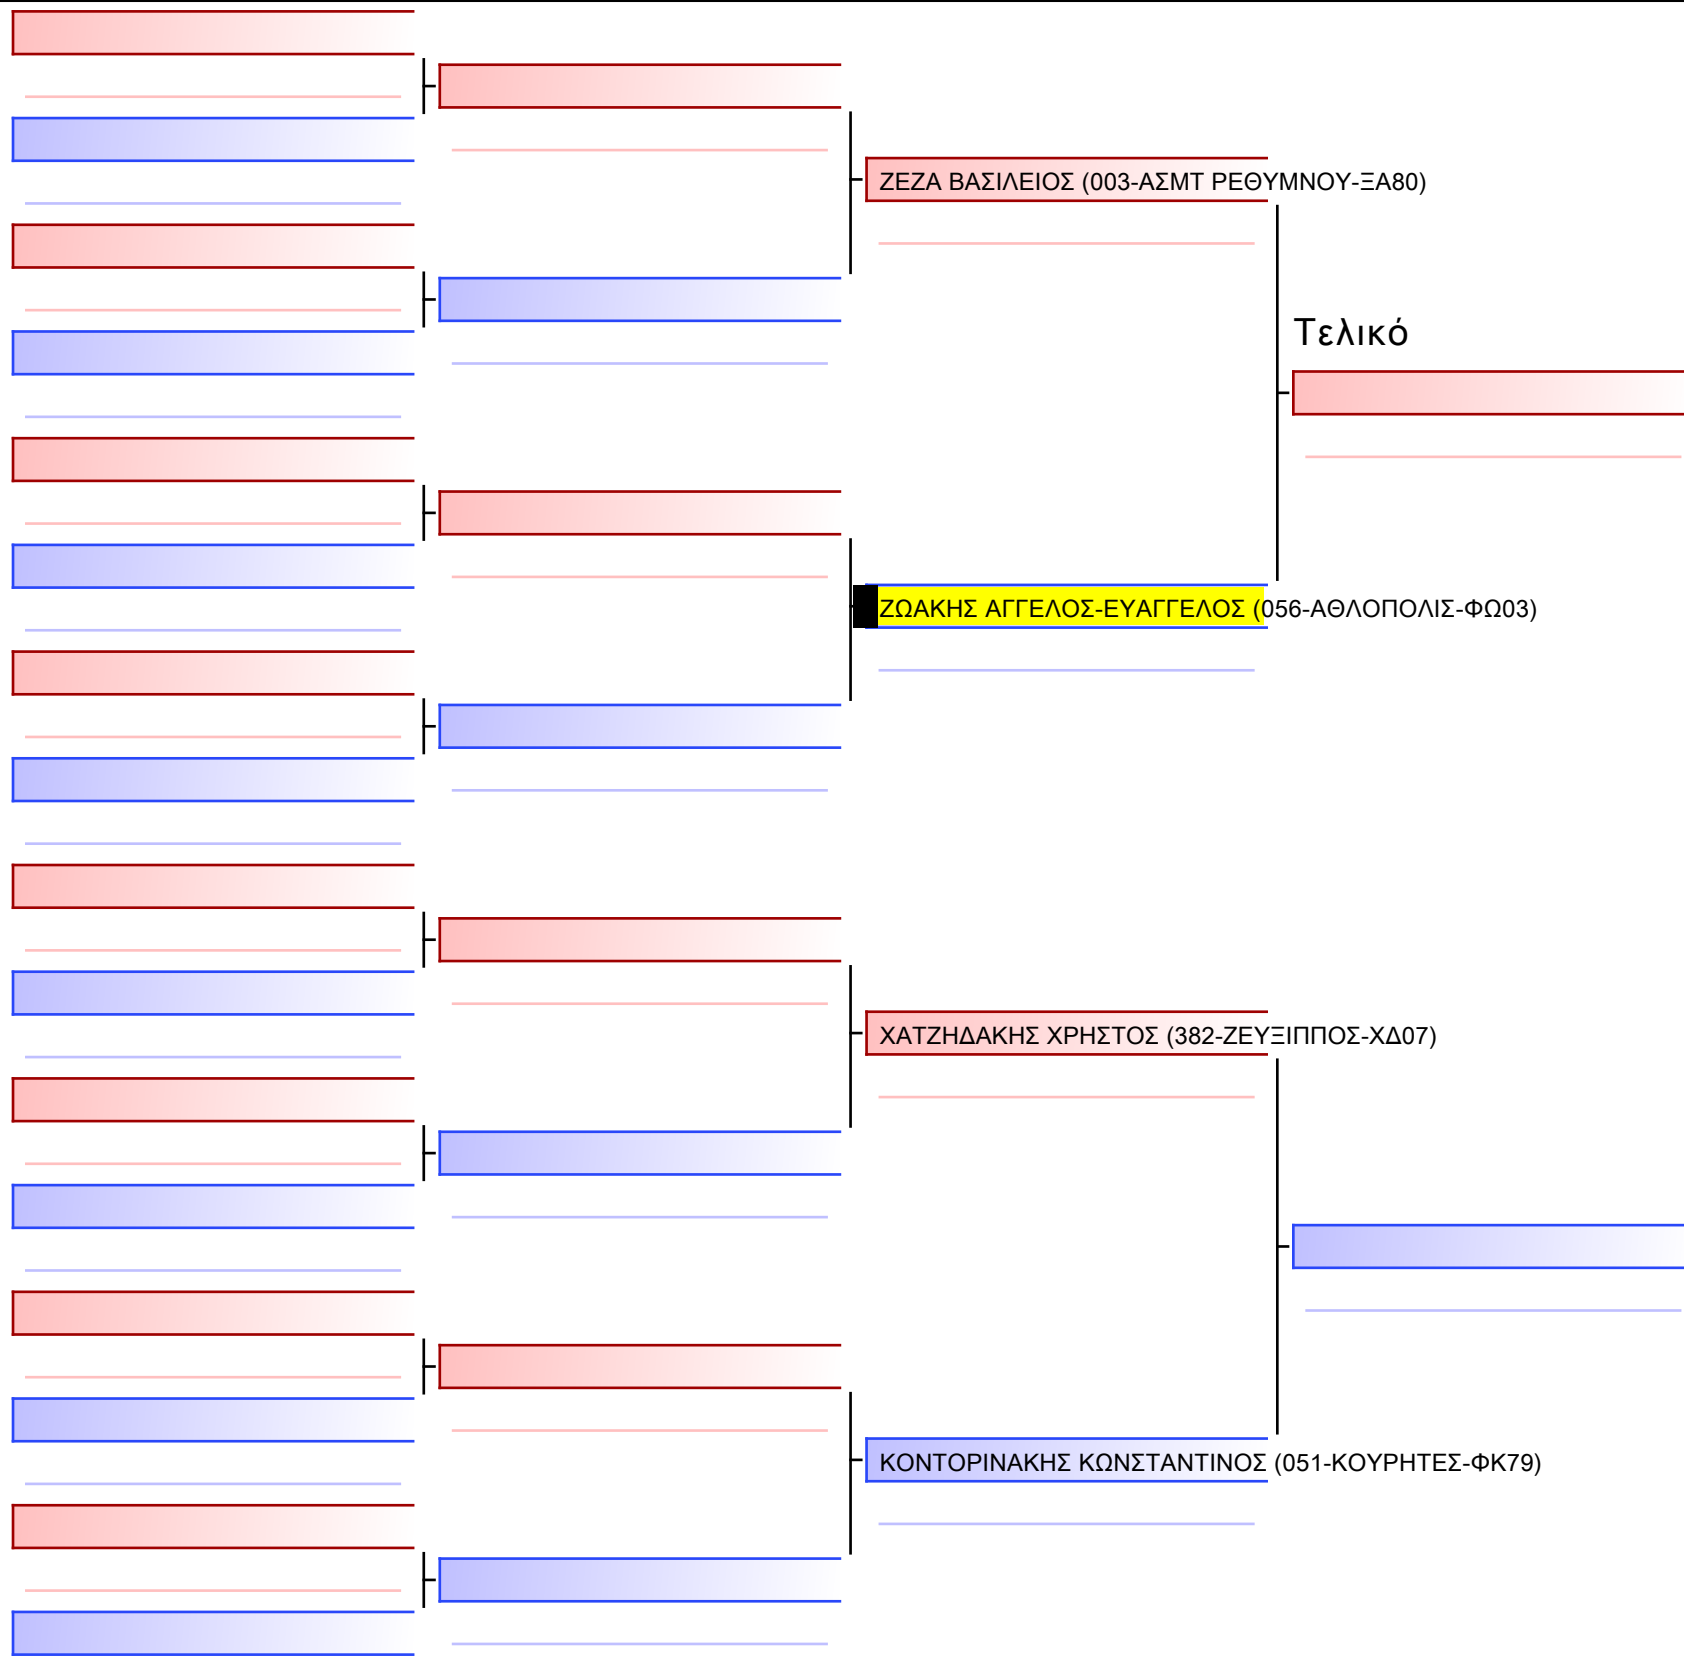 ΖΕΖΑ ΒΑΣΙΛΕΙΟΣ (003-ΑΣΜΤ ΡΕΘΥΜΝΟΥ-ΞΑ80)
Τελικό
ΖΩΑΚΗΣ ΑΓΓΕΛΟΣ-ΕΥΑΓΓΕΛΟΣ (056-ΑΘΛΟΠΟΛΙΣ-ΦΩ03)
ΧΑΤΖΗΔΑΚΗΣ ΧΡΗΣΤΟΣ (382-ΖΕΥΞΙΠΠΟΣ-ΧΔ07)
ΚΟΝΤΟΡΙΝΑΚΗΣ ΚΩΝΣΤΑΝΤΙΝΟΣ (051-ΚΟΥΡΗΤΕΣ-ΦΚ79)